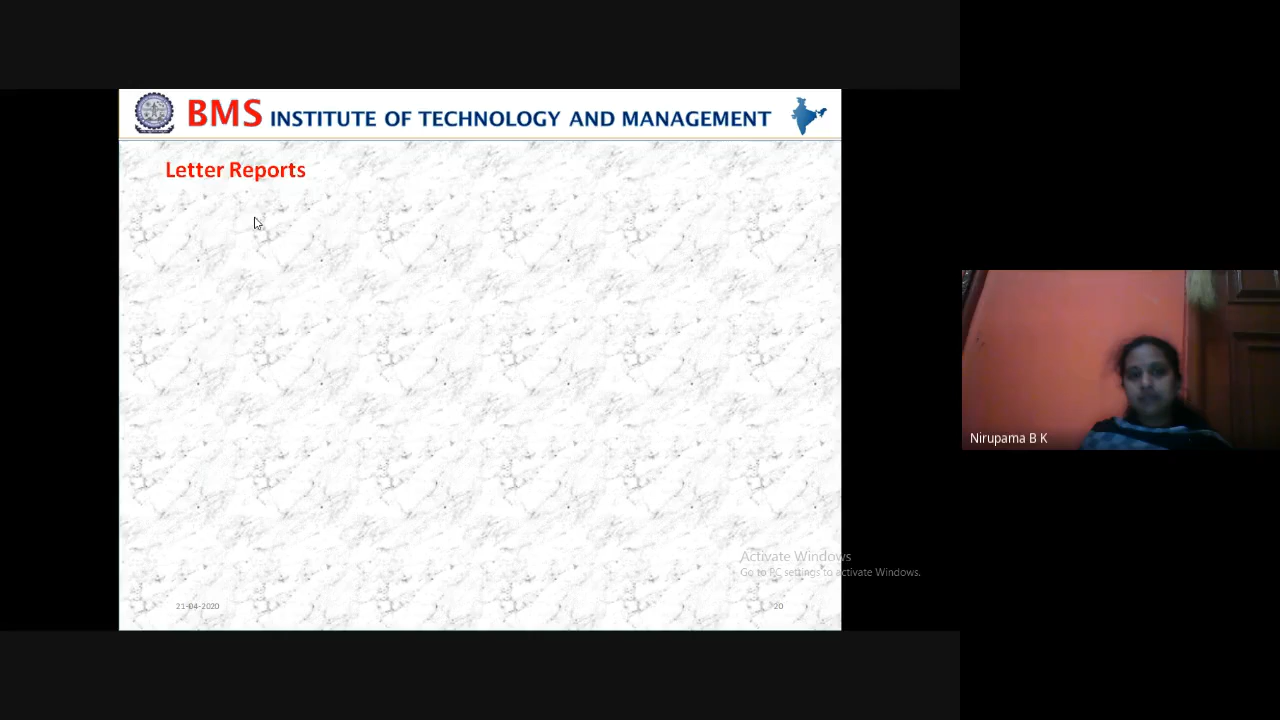 BMS INSTITUTE OF TECHNOLOGY AND MANAGEMENT
Letter Reports
Nirupama B K
Activate Windows
Go to PC settings to activate Windows.
21-04-2020
20